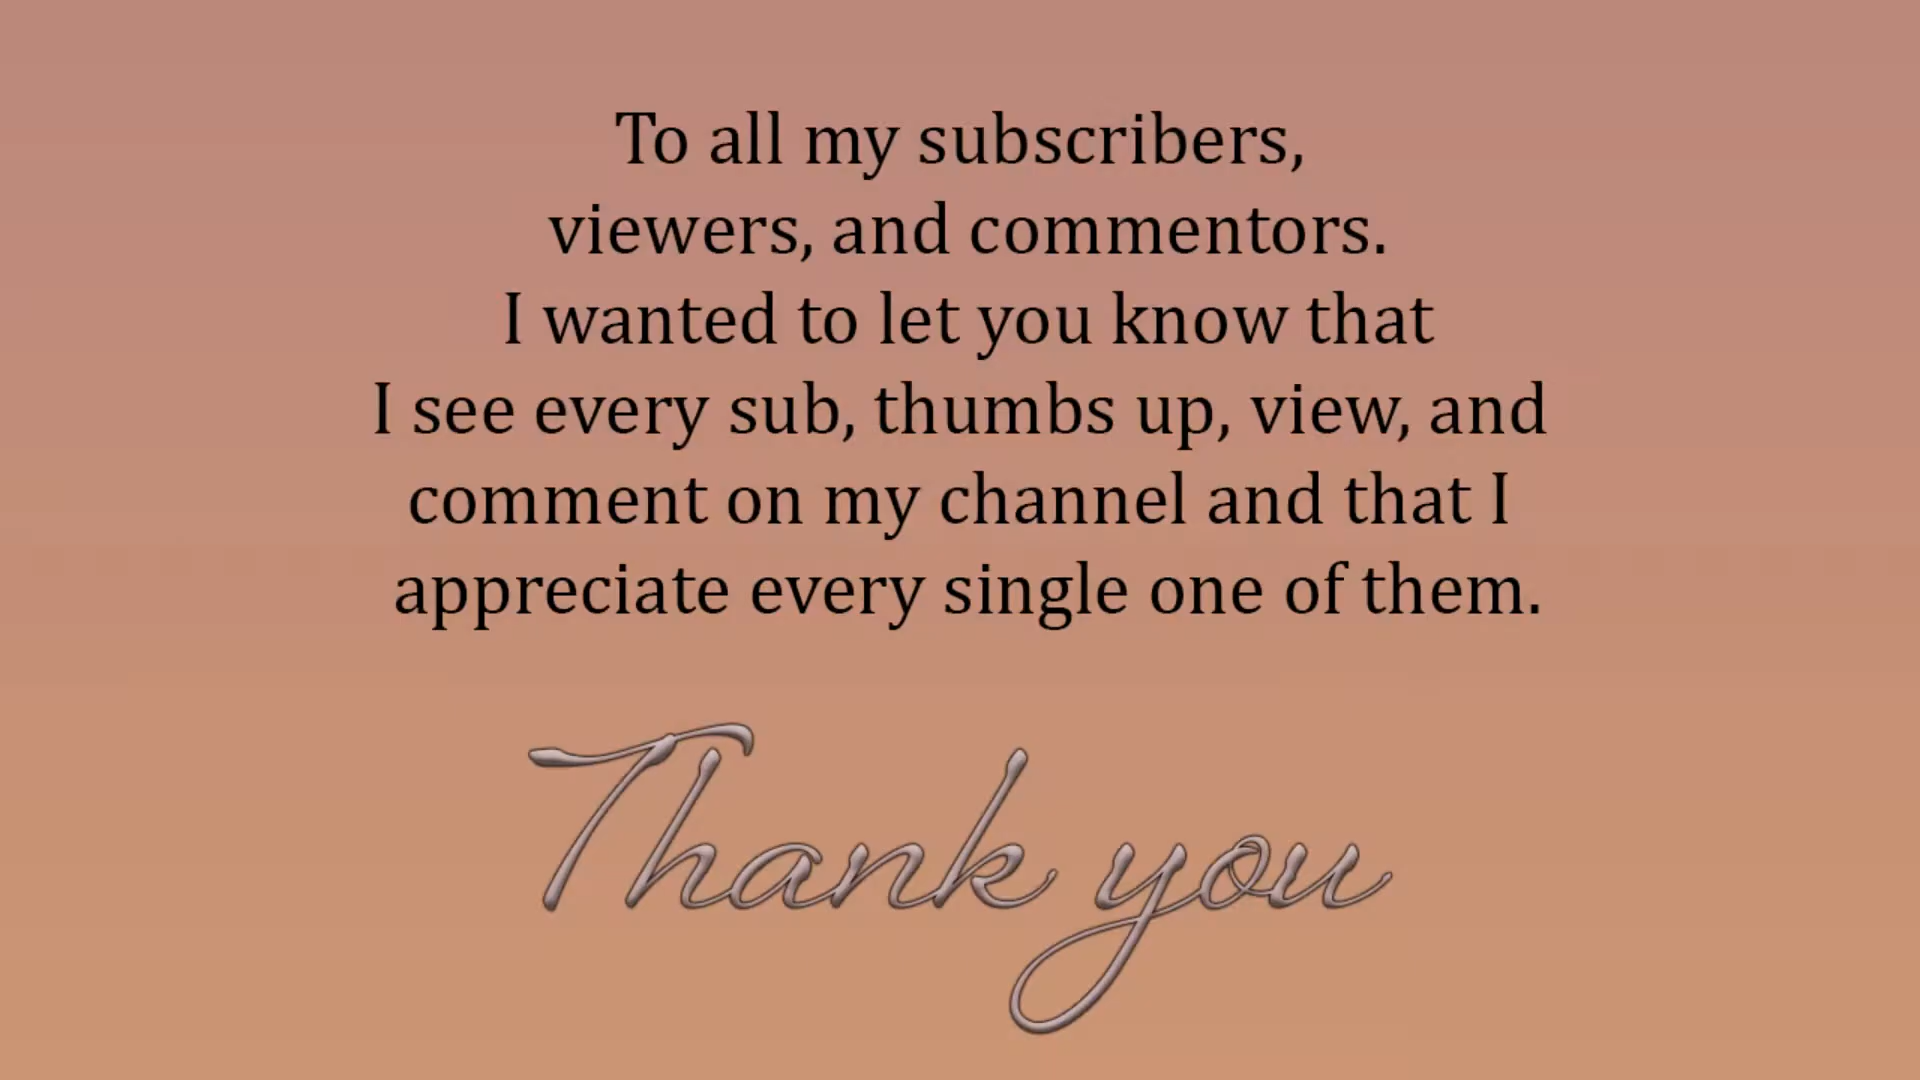 To all my subscribers,
viewers, and commentors.
I wanted to let you know that
I see every sub, thumbs up, view, and
comment on my channel and that I
appreciate every single one of them.
Thank you